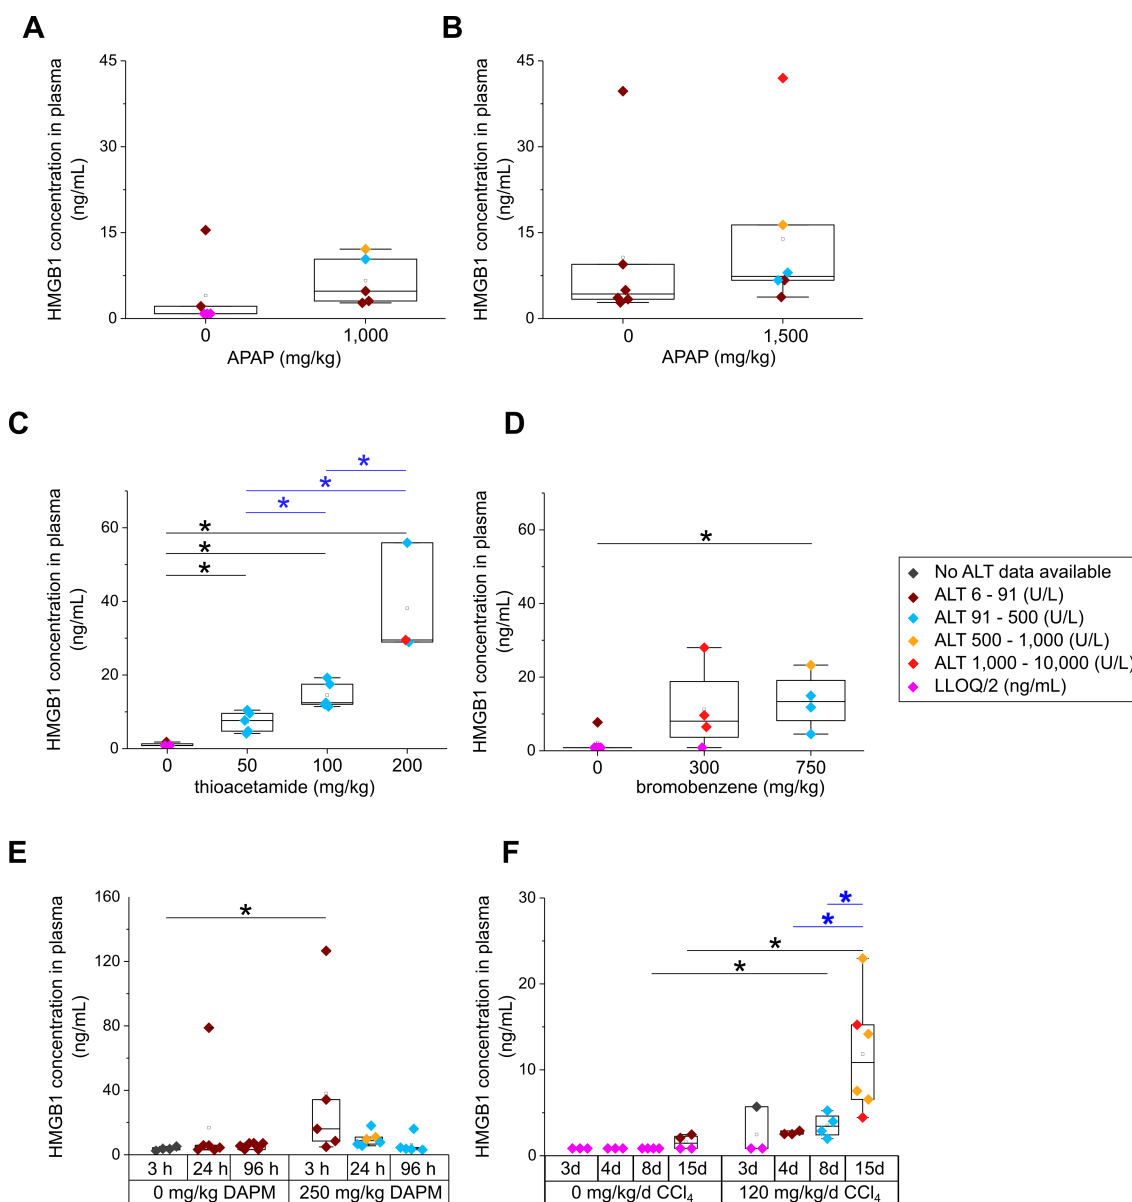 A
HMGB1 concentration in plasma
(ng/mL)
45
30
15
0
0
1,000
APAP (mg/kg)
B
HMGB1 concentration in plasma
(ng/mL)
45
30
15
0
0
1,500
APAP (mg/kg)
C
HMGB1 concentration in plasma
(ng/mL)
60
40
20
0
*
*
*
*
*
*
0
50
100
200
thioacetamide (mg/kg)
D
HMGB1 concentration in plasma
(ng/mL)
60
40
20
0
*
0
300
750
bromobenzene (mg/kg)
No ALT data available
ALT 6 - 91 (U/L)
ALT 91 - 500 (U/L)
ALT 500 - 1,000 (U/L)
ALT 1,000 - 10,000 (U/L)
LLOQ/2 (ng/mL)
E
HMGB1 concentration in plasma
(ng/mL)
160
120
80
40
0
*
3 h 24 h 96 h 3 h 24 h 96 h
0 mg/kg DAPM 250 mg/kg DAPM
F
HMGB1 concentration in plasma
(ng/mL)
30
20
10
0
*
*
*
*
3d 4d 8d 15d 3d 4d 8d 15d
0 mg/kg/d CCl₄ 120 mg/kg/d CCl₄